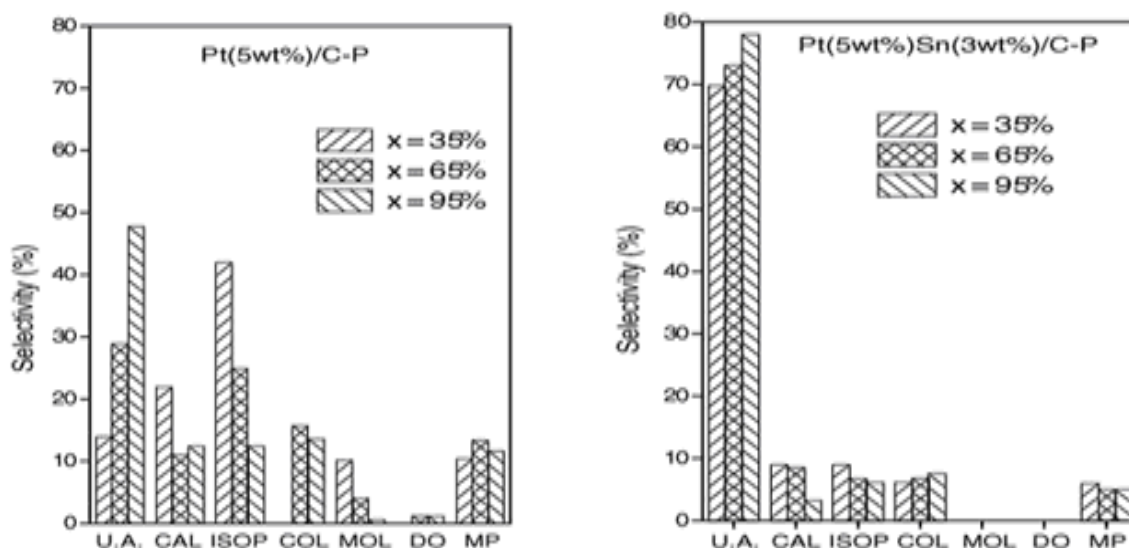 80
70
60
50
40
30
20
10
0
Selectivity (%)
Pt(5wt%)/C-P
x = 35%
x = 65%
x = 95%
U.A. CAL ISOP COL MOL DO MP
80
70
60
50
40
30
20
10
0
Selectivity (%)
Pt(5wt%)Sn(3wt%)/C-P
x = 35%
x = 65%
x = 95%
U.A. CAL ISOP COL MOL DO MP